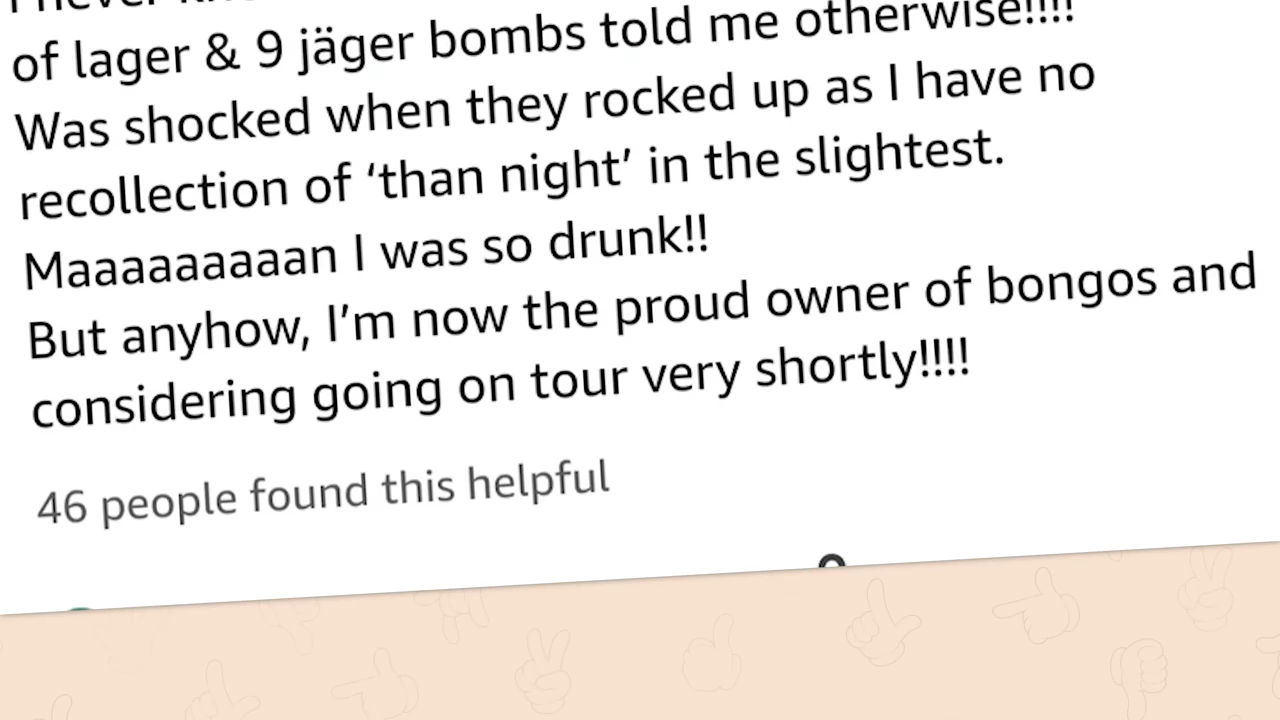 I never
of lager & 9 jäger bombs told me otherwise!!!!
Was shocked when they rocked up as I have no
recollection of ‘than night’ in the slightest.
Maaaaaaaaan I was so drunk!!
But anyhow, I’m now the proud owner of bongos and
considering going on tour very shortly!!!!
46 people found this helpful